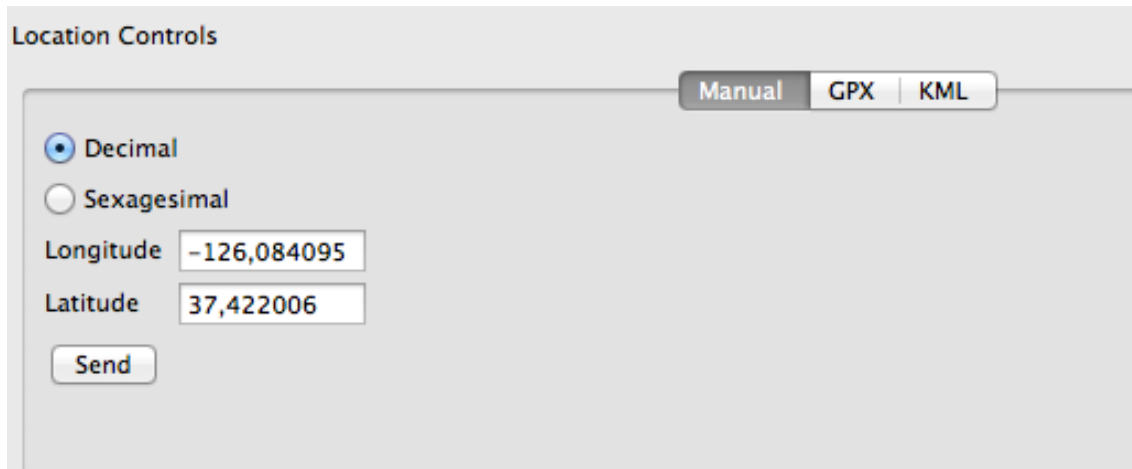 Location Controls
Manual GPX KML
Decimal
Sexagesimal
Longitude -126,084095
Latitude 37,422006
Send